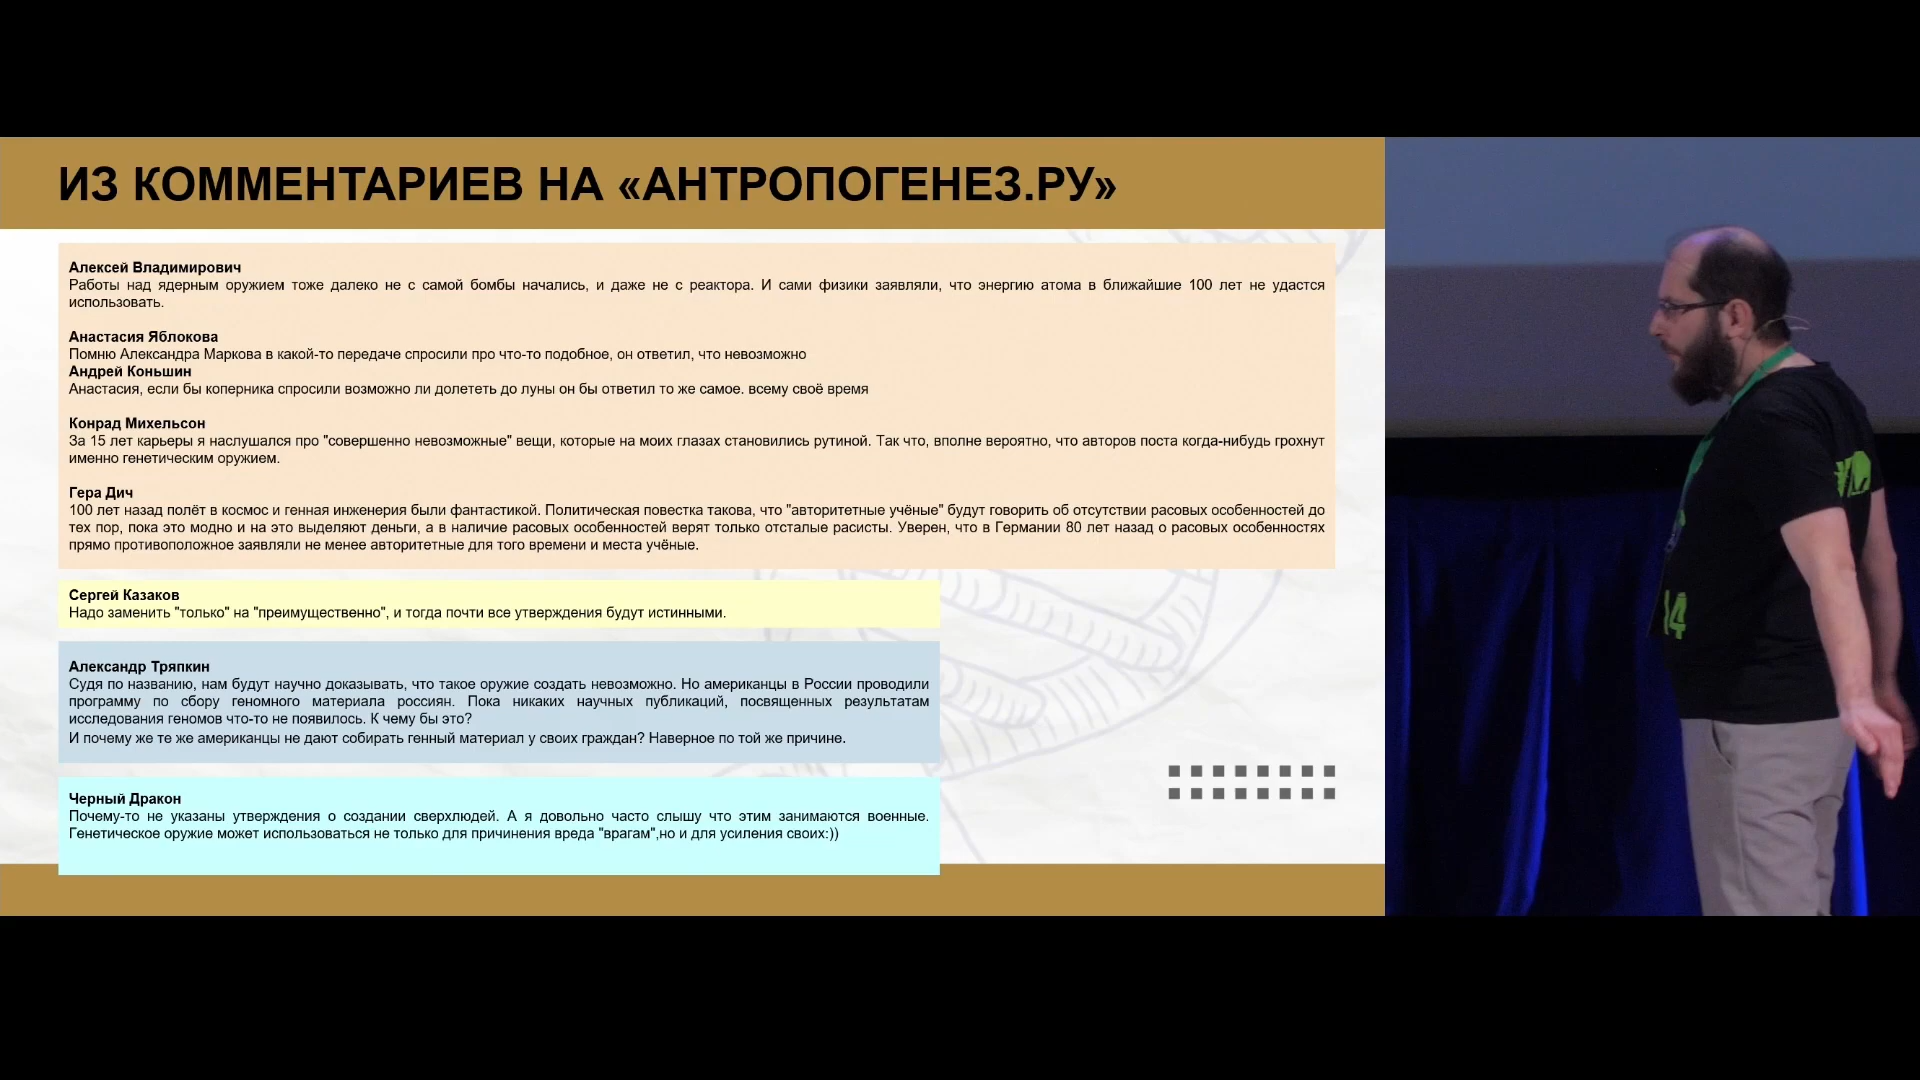 ИЗ КОММЕНТАРИЕВ НА «АНТРОПОГЕНЕЗ.РУ»
Алексей Владимирович
Работы над ядерным оружием тоже далеко не с самой бомбы начались, и даже не с реактора. И сами физики заявляли, что энергию атома в ближайшие 100 лет не удастся
использовать.
Анастасия Яблокова
Помню Александра Маркова в какой-то передаче спросили про что-то подобное, он ответил, что невозможно
Андрей Коньшин
Анастасия, если бы коперника спросили возможно ли долететь до луны он бы ответил то же самое. всему своё время
Конрад Михельсон
За 15 лет карьеры я наслушался про "совершенно невозможные" вещи, которые на моих глазах становились рутиной. Так что, вполне вероятно, что авторов поста когда-нибудь грохнут
именно генетическим оружием.
Гера Дич
100 лет назад полёт в космос и генная инженерия были фантастикой. Политическая повестка такова, что "авторитетные учёные" будут говорить об отсутствии расовых особенностей до
тех пор, пока это модно и на это выделяют деньги, а в наличие расовых особенностей верят только отсталые расисты. Уверен, что в Германии 80 лет назад о расовых особенностях
прямо противоположное заявляли не менее авторитетные для того времени и места учёные.
Сергей Казаков
Надо заменить "только" на "преимущественно", и тогда почти все утверждения будут истинными.
Александр Тряпкин
Судя по названию, нам будут научно доказывать, что такое оружие создать невозможно. Но американцы в России проводили
программу по сбору геномного материала россиян. Пока никаких научных публикаций, посвященных результатам
исследования геномов что-то не появилось. К чему бы это?
И почему же те же американцы не дают собирать генный материал у своих граждан? Наверное по той же причине.
Черный Дракон
Почему-то не указаны утверждения о создании сверхлюдей. А я довольно часто слышу что этим занимаются военные.
Генетическое оружие может использоваться не только для причинения вреда "врагам",но и для усиления своих:))
14